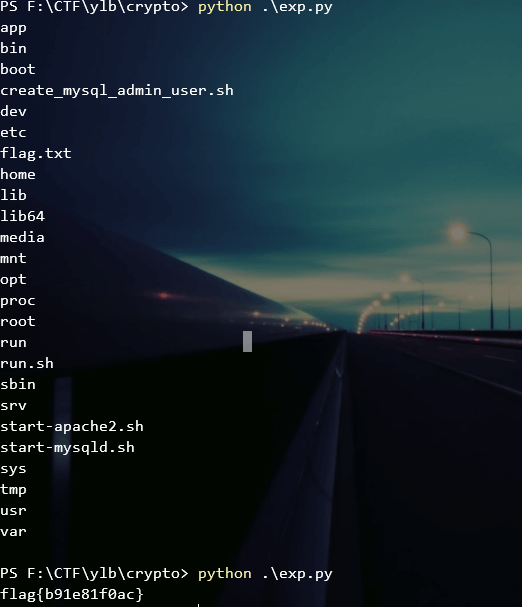 PS F:\CTF\ylb\crypto> python .\exp.py
app
bin
boot
create_mysql_admin_user.sh
dev
etc
flag.txt
home
lib
lib64
media
mnt
opt
proc
root
run
run.sh
sbin
srv
start-apache2.sh
start-mysqld.sh
sys
tmp
usr
var
PS F:\CTF\ylb\crypto> python .\exp.py
flag{b91e81f0ac}